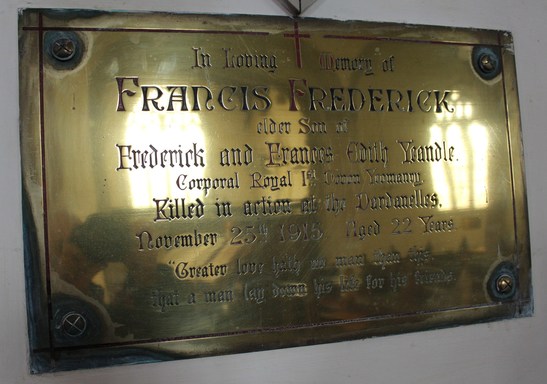 In Loving Memory of
FRANCIS FREDERICK
elder Son of
Frederick and Frances Edith Yeandle.
Corporal Royal 1st Devon Yeomanry,
Killed in action at the Dardanelles,
November 25th 1915 Aged 22 Years.
"Greater love hath no man than this,
that a man lay down his life for his friends.